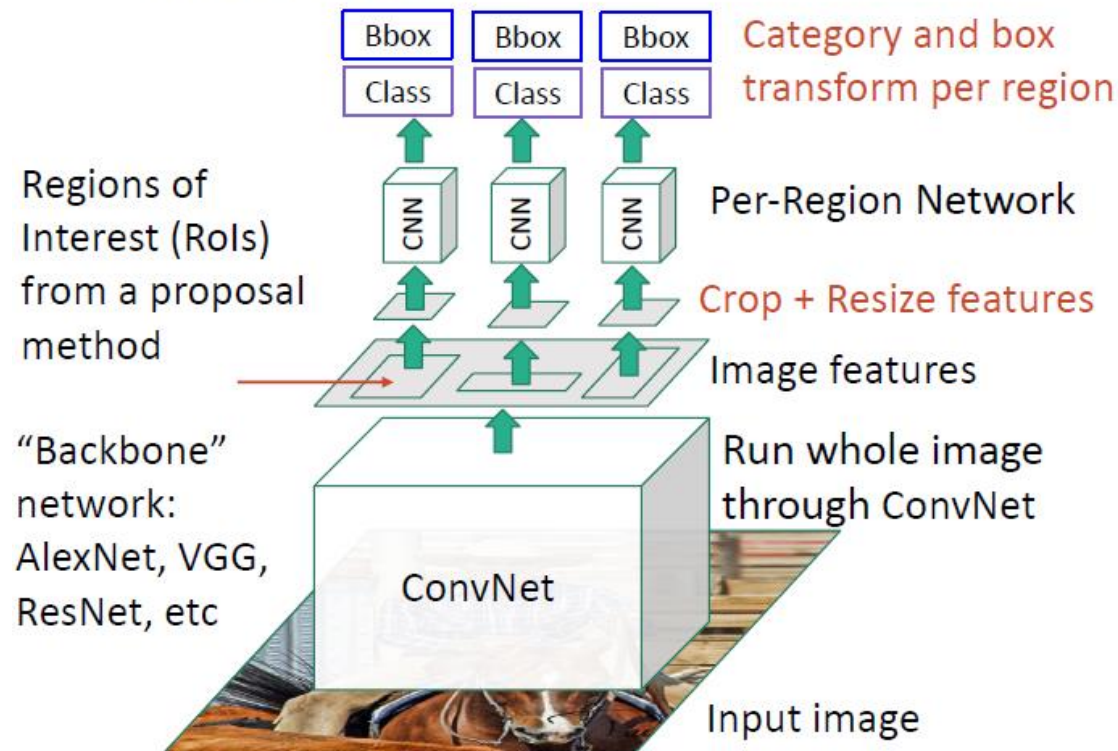 Bbox Bbox Bbox
Class Class Class
Category and box
transform per region
Regions of
Interest (RoIs)
from a proposal
method
CNN CNN CNN
Per-Region Network
Crop + Resize features
Image features
“Backbone”
network:
AlexNet, VGG,
ResNet, etc
Run whole image
through ConvNet
ConvNet
Input image